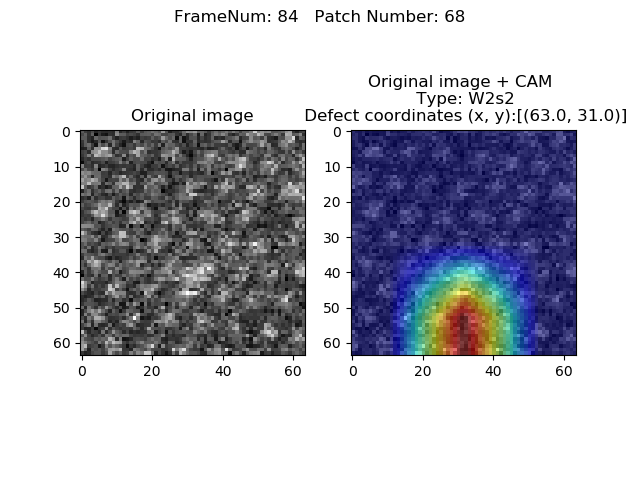 FrameNum: 84   Patch Number: 68
Original image
0
10
20
30
40
50
60
0 20 40 60
Original image + CAM
Type: W2s2
Defect coordinates (x, y):[(63.0, 31.0)]
0
10
20
30
40
50
60
0 20 40 60